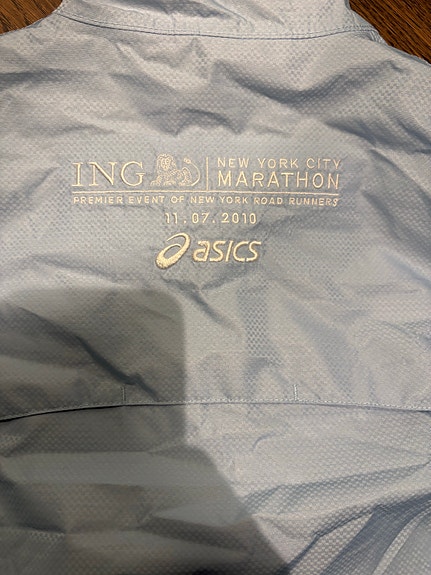 ING NEW YORK CITY
MARATHON
PREMIER EVENT OF NEW YORK ROAD RUNNERS
11.07.2010
asics